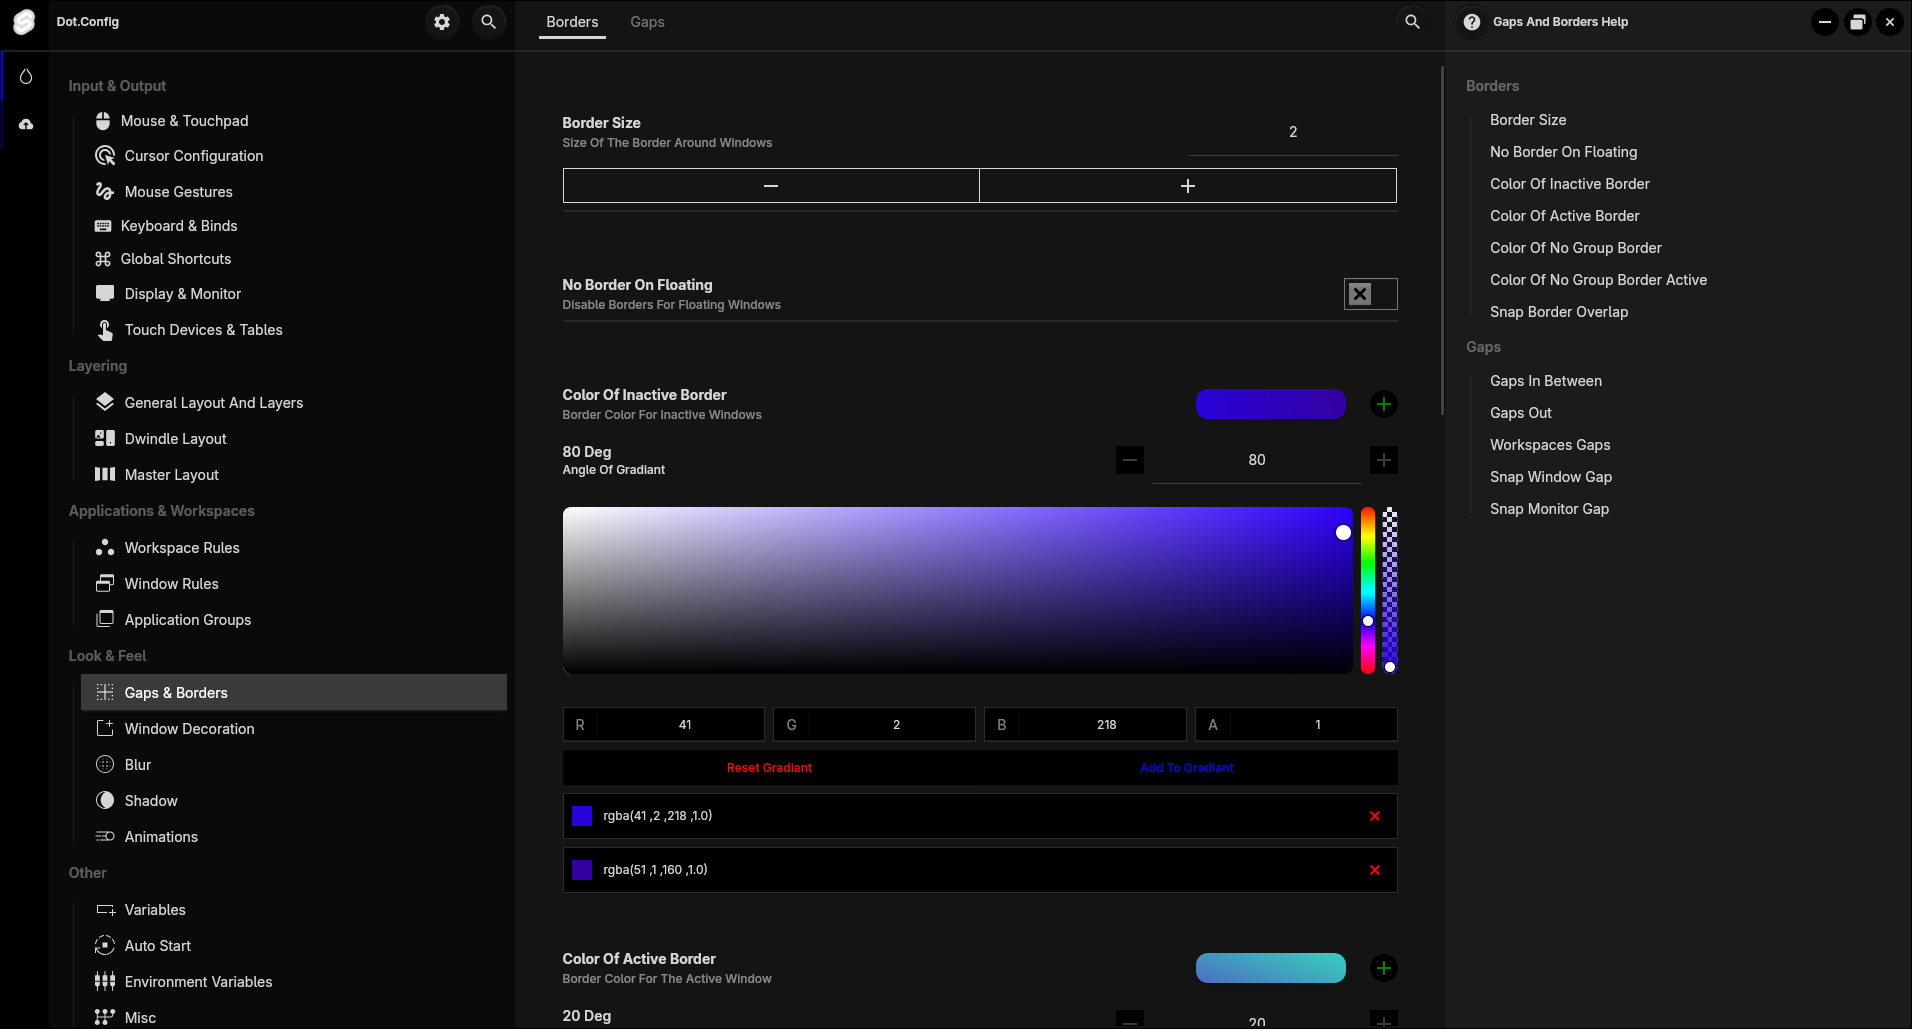 Dot.Config
Input & Output
Mouse & Touchpad
Cursor Configuration
Mouse Gestures
Keyboard & Binds
Global Shortcuts
Display & Monitor
Touch Devices & Tables
Layering
General Layout And Layers
Dwindle Layout
Master Layout
Applications & Workspaces
Workspace Rules
Window Rules
Application Groups
Look & Feel
Gaps & Borders
Window Decoration
Blur
Shadow
Animations
Other
Variables
Auto Start
Environment Variables
Misc
Borders
Gaps
Border Size
Size Of The Border Around Windows
2
No Border On Floating
Disable Borders For Floating Windows
Color Of Inactive Border
Border Color For Inactive Windows
80 Deg
Angle Of Gradiant
80
R 41 G 2 B 218 A 1
Reset Gradiant Add To Gradiant
rgba(41 ,2 ,218 ,1.0)
rgba(51 ,1 ,160 ,1.0)
Color Of Active Border
Border Color For The Active Window
20 Deg
20
Gaps And Borders Help
Borders
Border Size
No Border On Floating
Color Of Inactive Border
Color Of Active Border
Color Of No Group Border
Color Of No Group Border Active
Snap Border Overlap
Gaps
Gaps In Between
Gaps Out
Workspaces Gaps
Snap Window Gap
Snap Monitor Gap